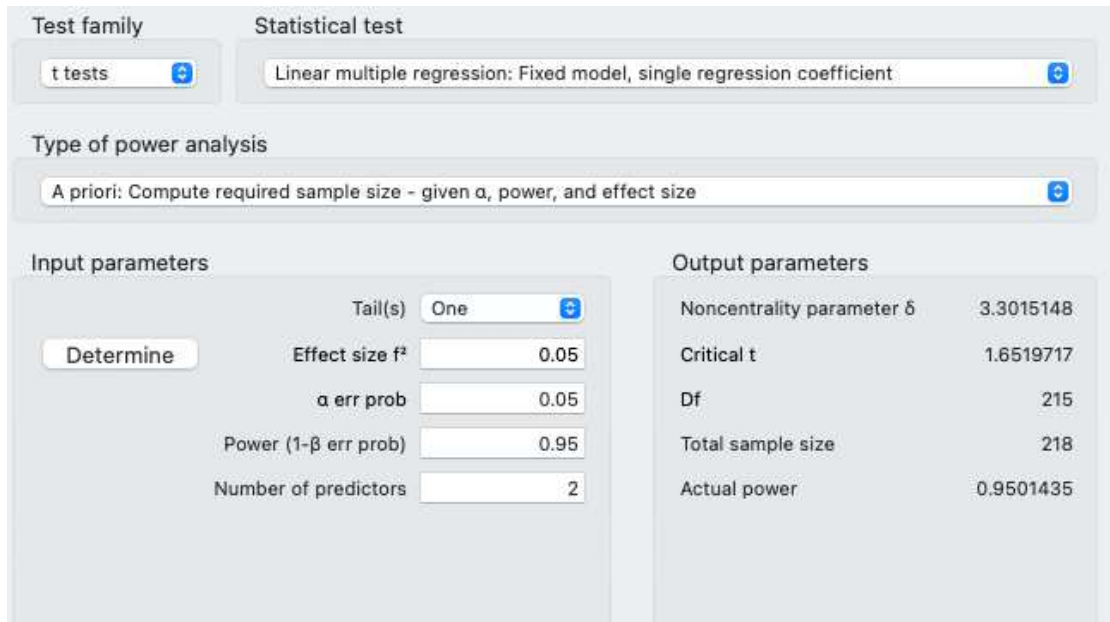 Test family Statistical test
t tests Linear multiple regression: Fixed model, single regression coefficient
Type of power analysis
A priori: Compute required sample size - given α, power, and effect size
Input parameters Output parameters
Tail(s) One Noncentrality parameter δ 3.3015148
Determine Effect size f² 0.05 Critical t 1.6519717
α err prob 0.05 Df 215
Power (1-β err prob) 0.95 Total sample size 218
Number of predictors 2 Actual power 0.9501435